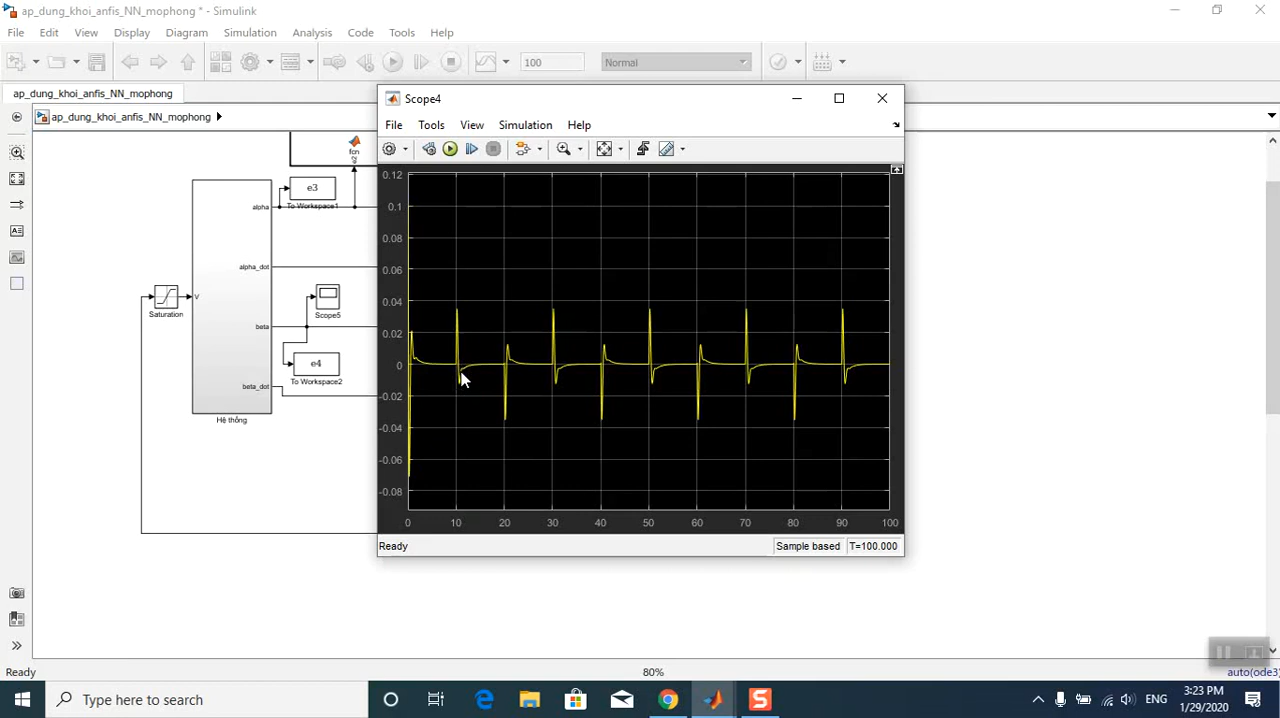 ap_dung_khoi_anfis_NN_mophong * - Simulink
File Edit View Display Diagram Simulation Analysis Code Tools Help
100
Normal
ap_dung_khoi_anfis_NN_mophong
ap_dung_khoi_anfis_NN_mophong
fcn
e2
e3
To Workspace1
alpha
alpha_dot
Saturation
V
Scope5
beta
e4
To Workspace2
beta_dot
Hệ thống
Scope4
File Tools View Simulation Help
0.12
0.1
0.08
0.06
0.04
0.02
0
-0.02
-0.04
-0.06
-0.08
0 10 20 30 40 50 60 70 80 90 100
Ready
Sample based T=100.000
Ready
80%
auto(ode3)
Type here to search
ENG
3:23 PM
1/29/2020